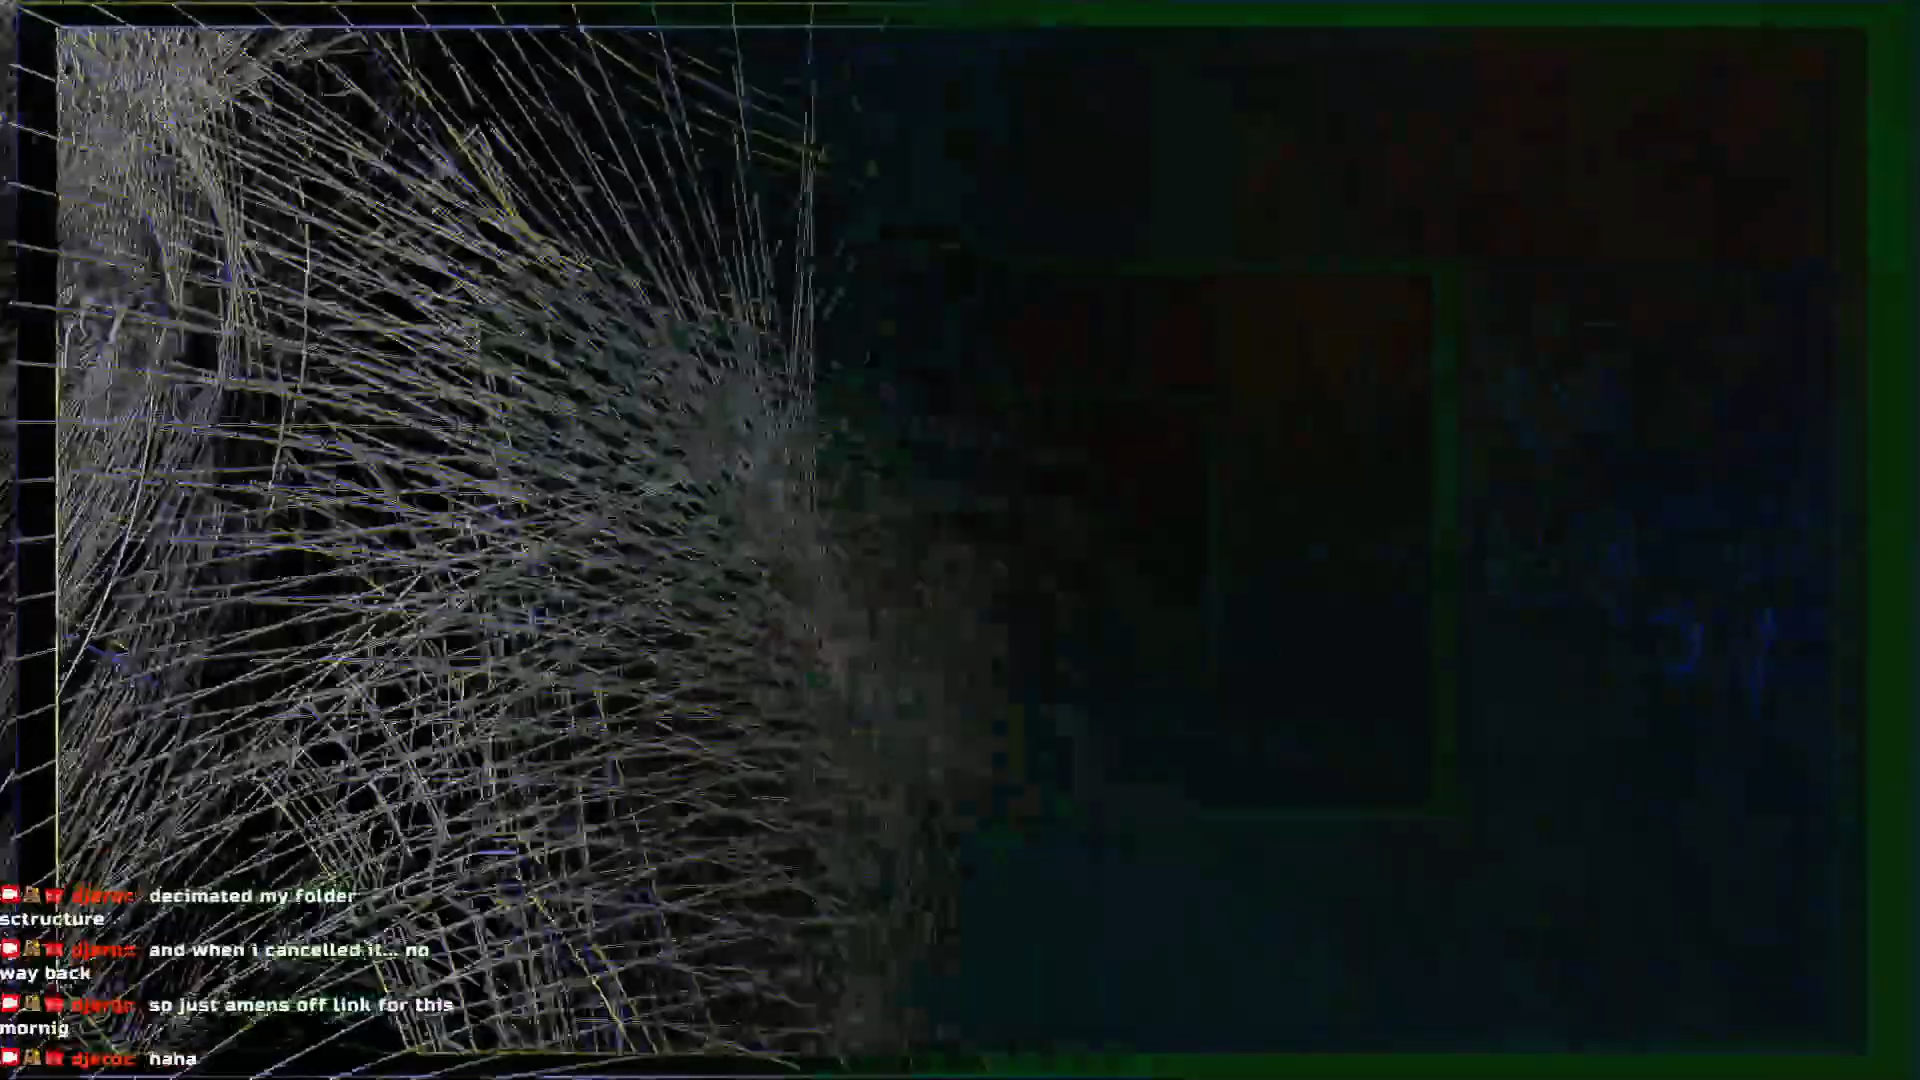 decimated my folder
sctructure
and when i cancelled it... no
way back
so just amens off link for this
mornig
haha